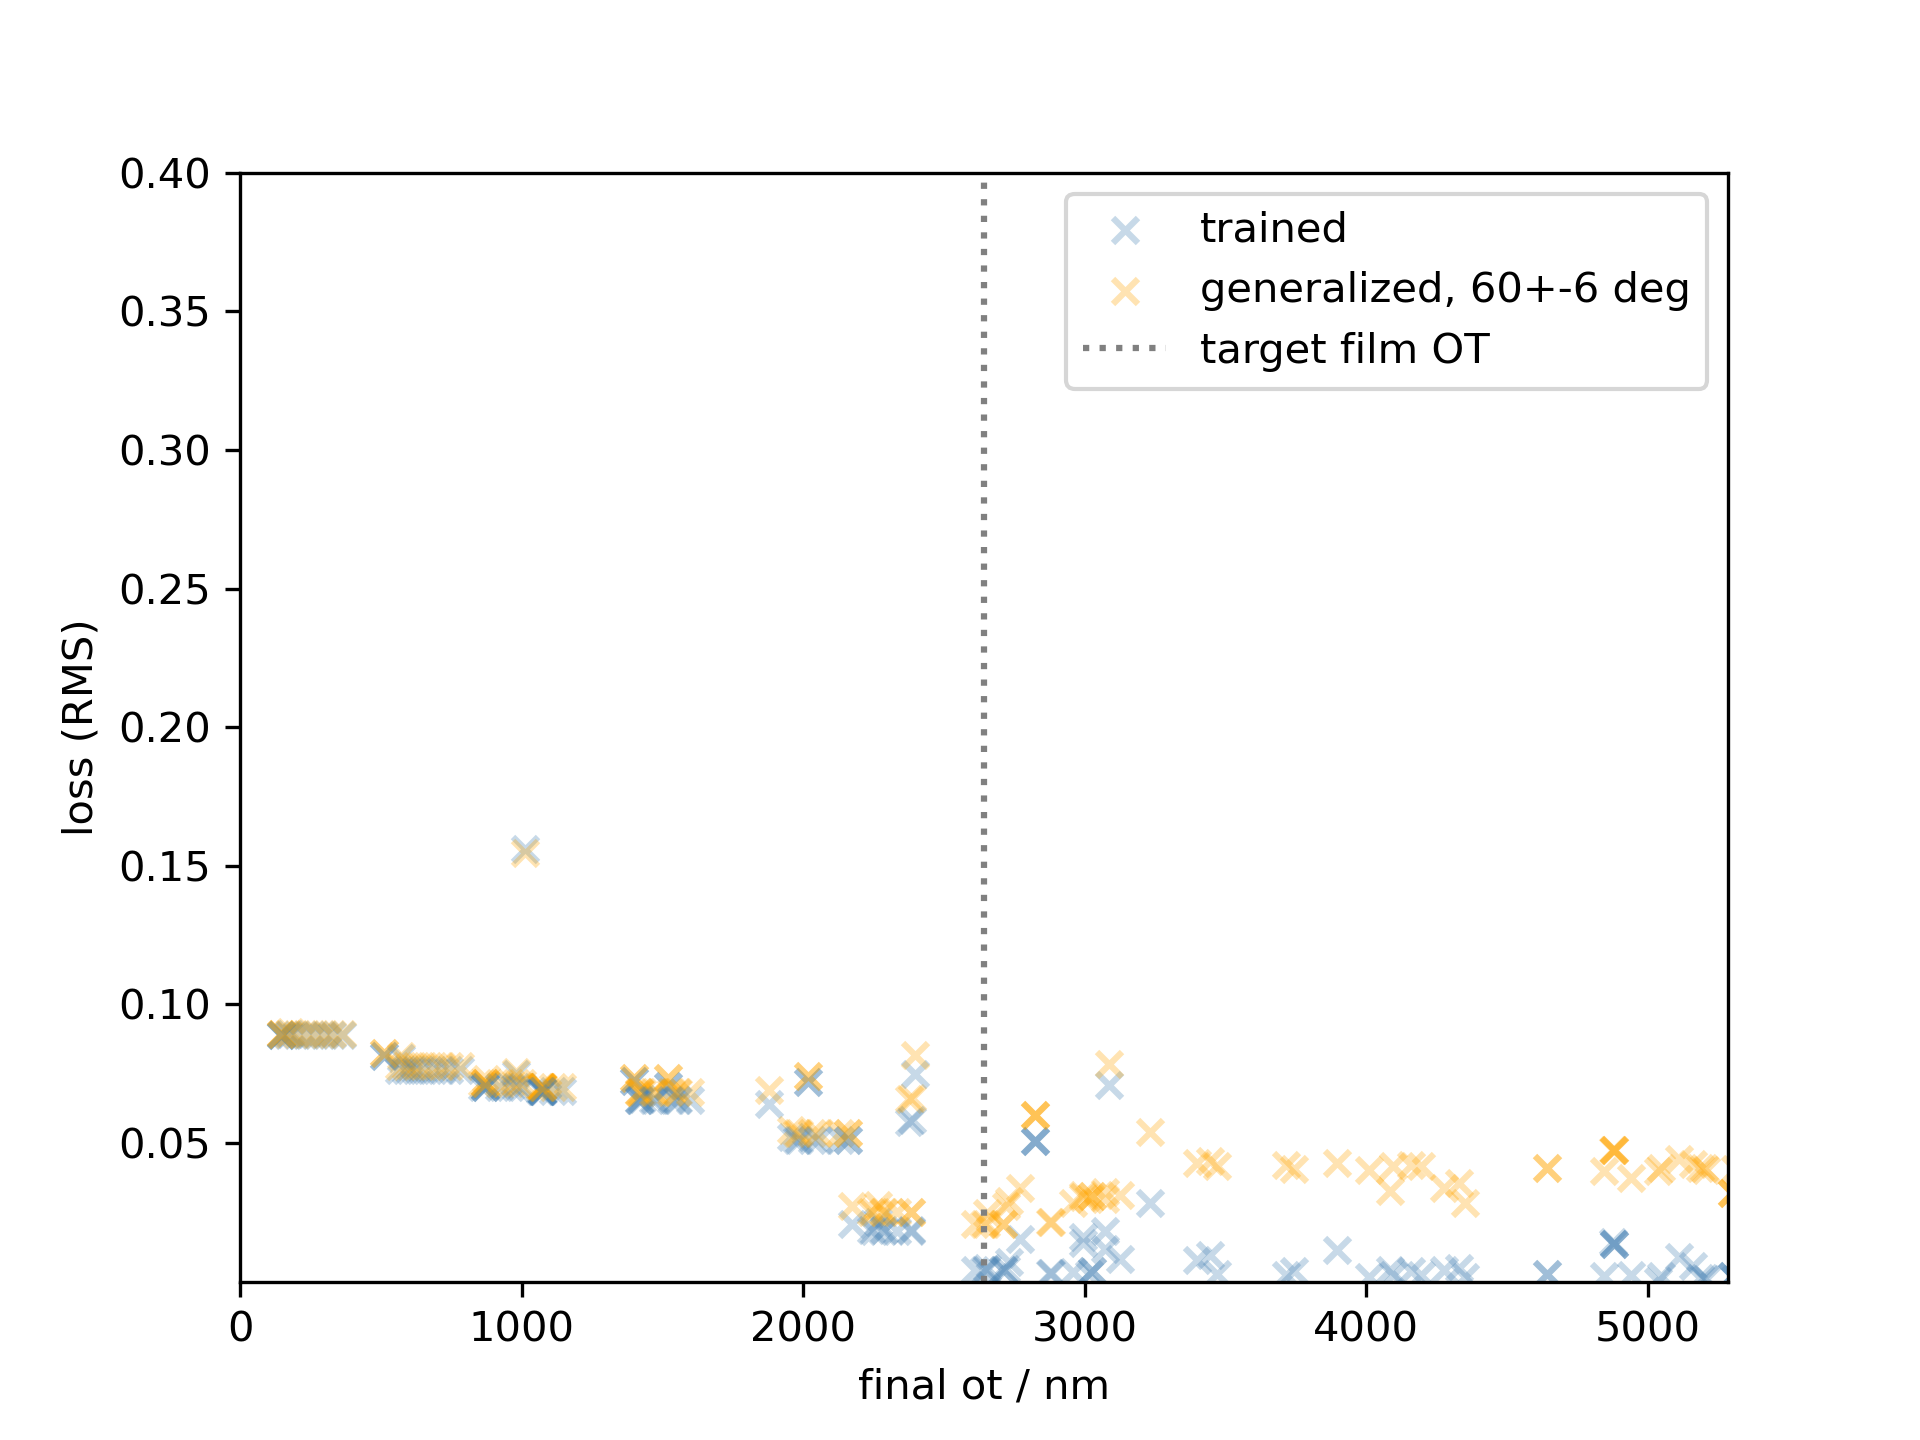 0.40
0.35
0.30
0.25
0.20
0.15
0.10
0.05
loss (RMS)
trained
generalized, 60+-6 deg
target film OT
0 1000 2000 3000 4000 5000
final ot / nm